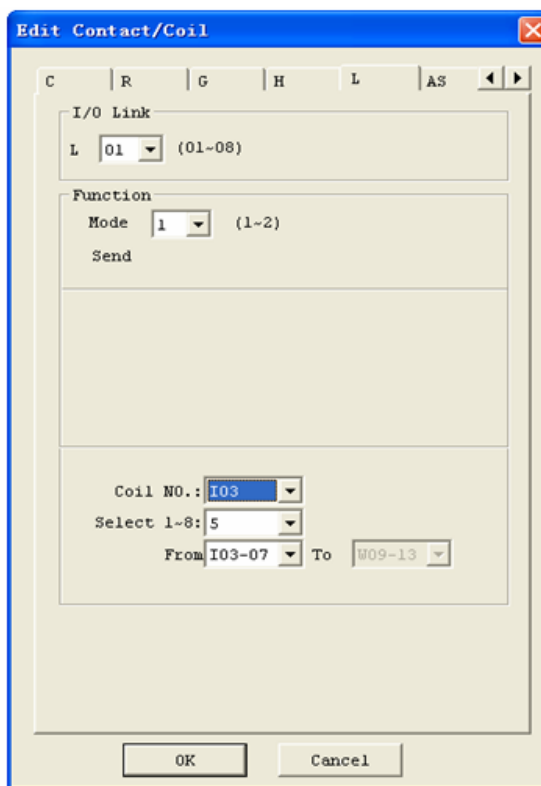 Edit Contact/Coil
C R G H L AS
I/O Link
L 01 (01~08)
Function
Mode 1 (1~2)
Send
Coil NO.: I03
Select 1~8: 5
From I03-07 To W09-13
OK Cancel